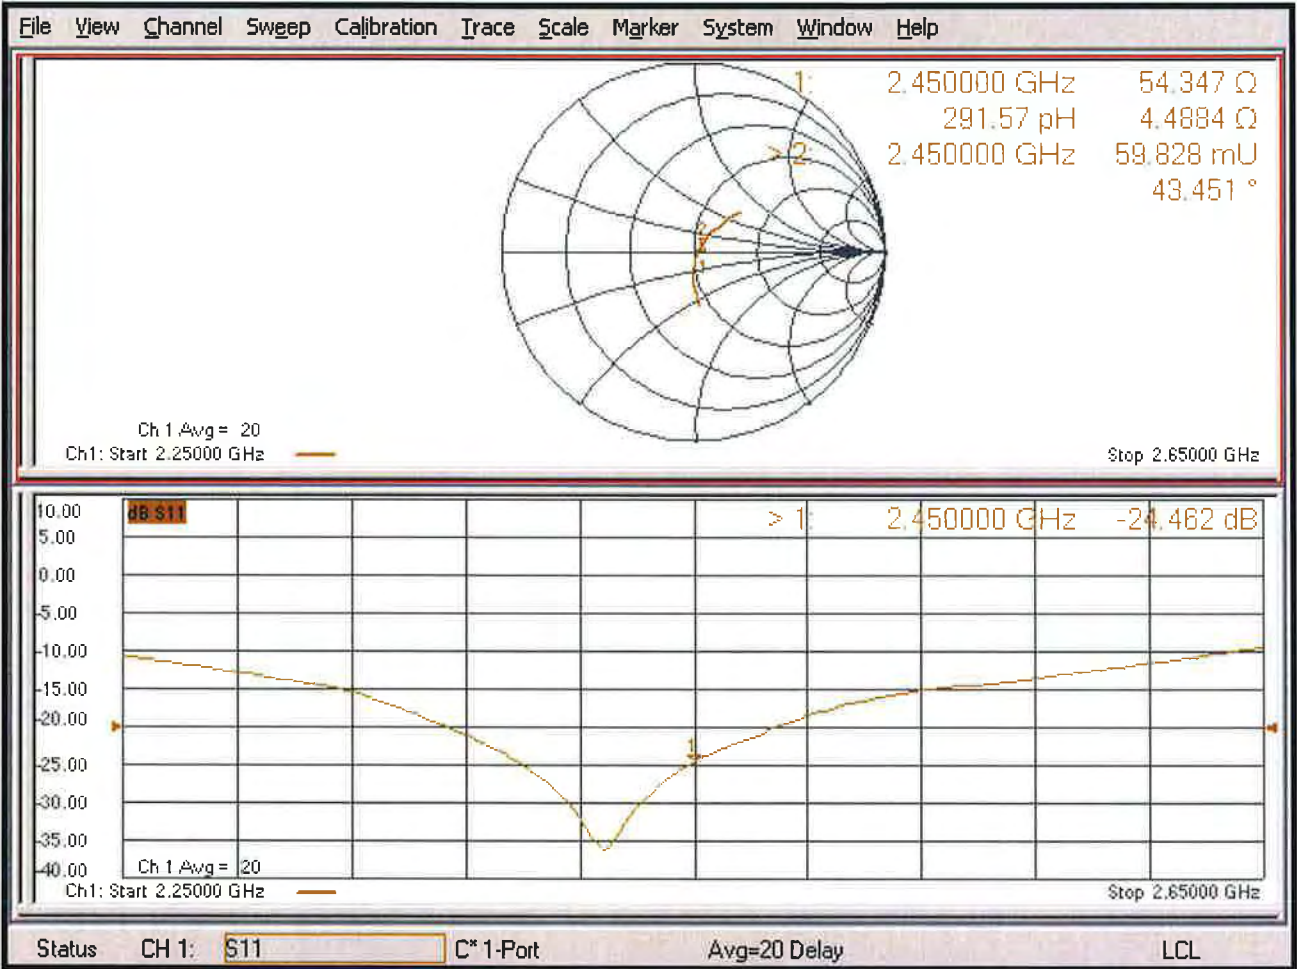 File View Channel Sweep Calibration Trace Scale Marker System Window Help
1: 2.450000 GHz 54.347 Ω
291.57 pH 4.4884 Ω
> 2: 2.450000 GHz 59.828 mU
43.451 °
Ch 1 Avg = 20
Ch1: Start 2.25000 GHz
Stop 2.65000 GHz
10.00
dB S11
> 1: 2.450000 GHz -24.462 dB
5.00
0.00
-5.00
-10.00
-15.00
-20.00
-25.00
1
-30.00
-35.00
-40.00
Ch 1 Avg = 20
Ch1: Start 2.25000 GHz
Stop 2.65000 GHz
Status CH 1: S11 C* 1-Port Avg=20 Delay LCL